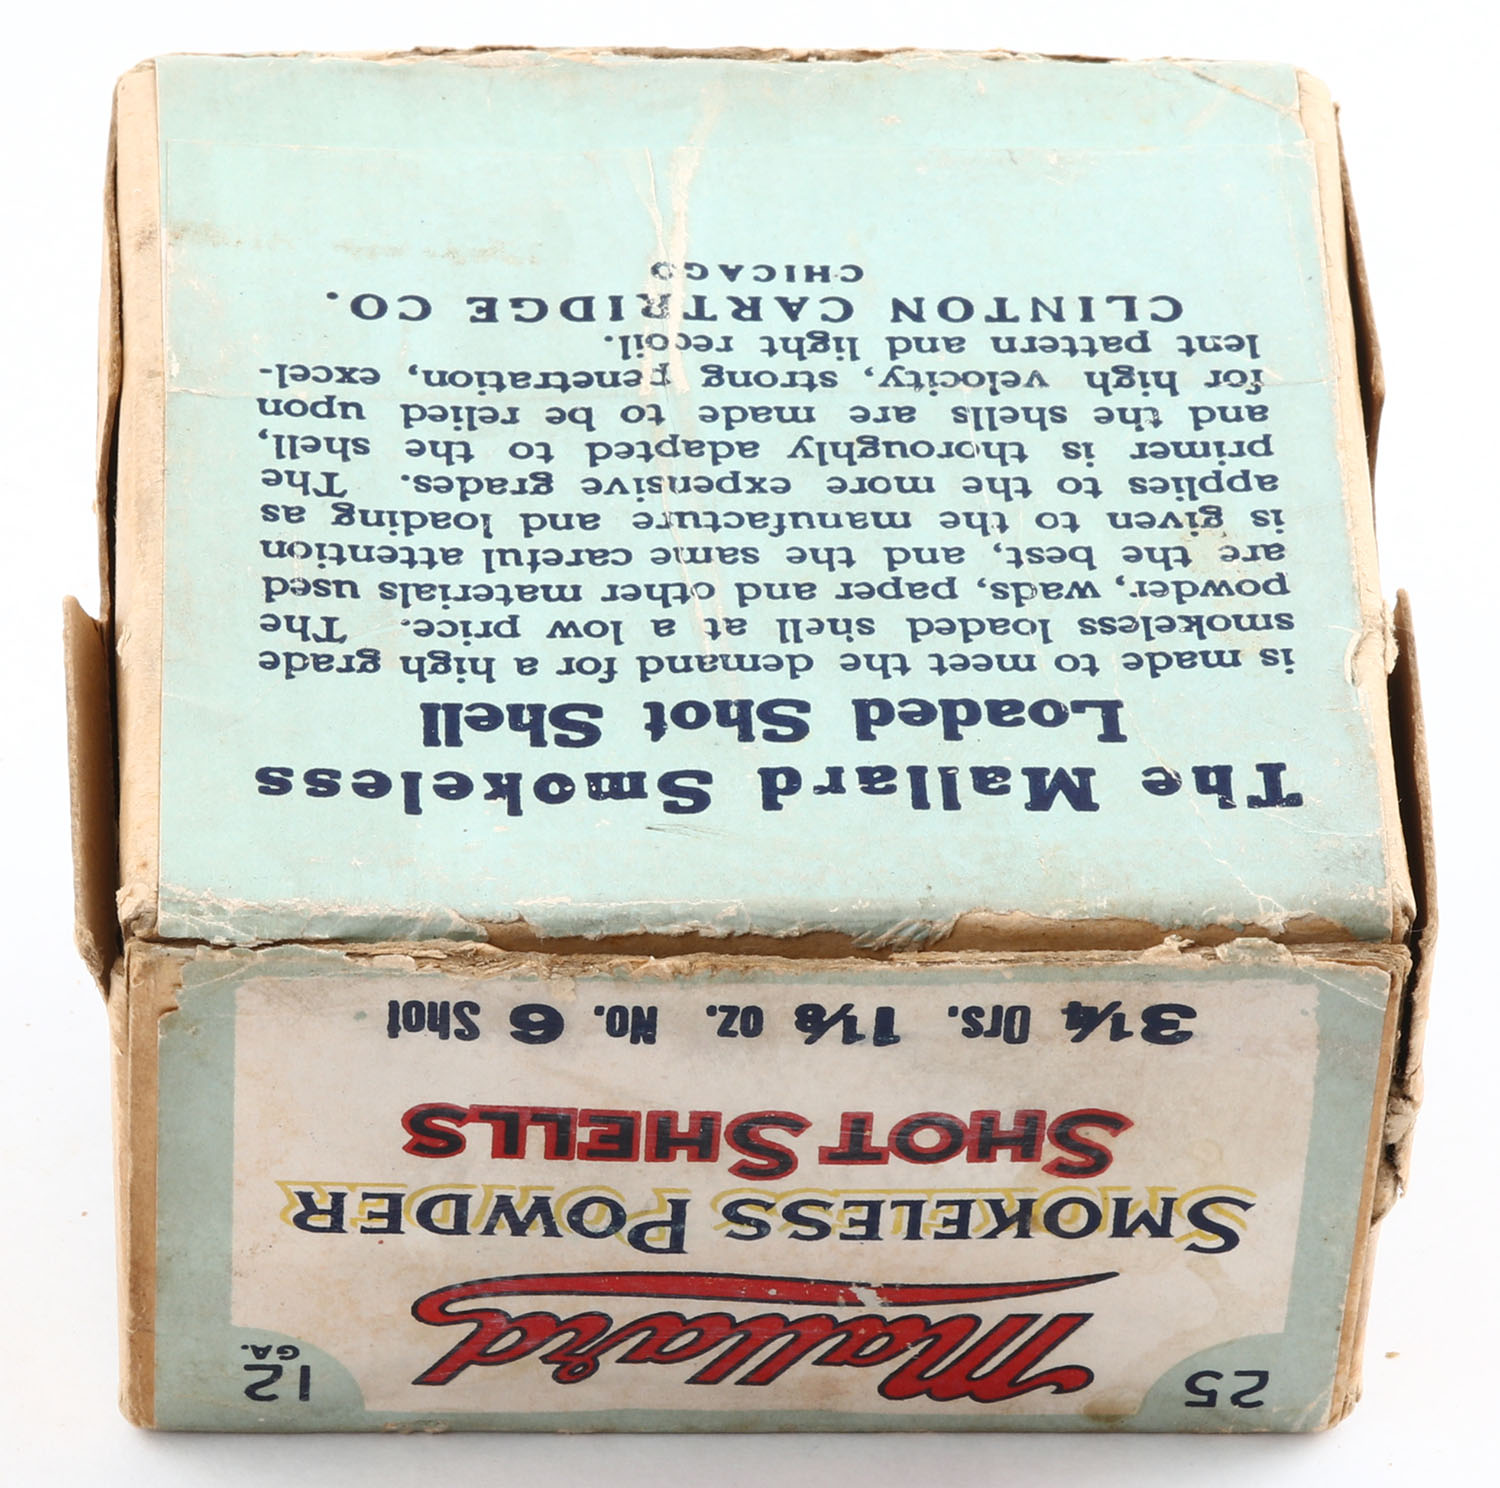 25
12
GA.
Mallard
SMOKELESS POWDER
SHOT SHELLS
3 1/4 Drs. 1 1/8 oz. No. 6 Shot
The Mallard Smokeless
Loaded Shot Shell
is made to meet the demand for a high grade
smokeless loaded shell at a low price. The
powder, wads, paper and other materials used
are the best, and the same careful attention
is given to the manufacture and loading as
applies to the more expensive grades. The
primer is thoroughly adapted to the shell,
and the shells are made to be relied upon
for high velocity, strong penetration, excel-
lent pattern and light recoil.
CLINTON CARTRIDGE CO.
CHICAGO